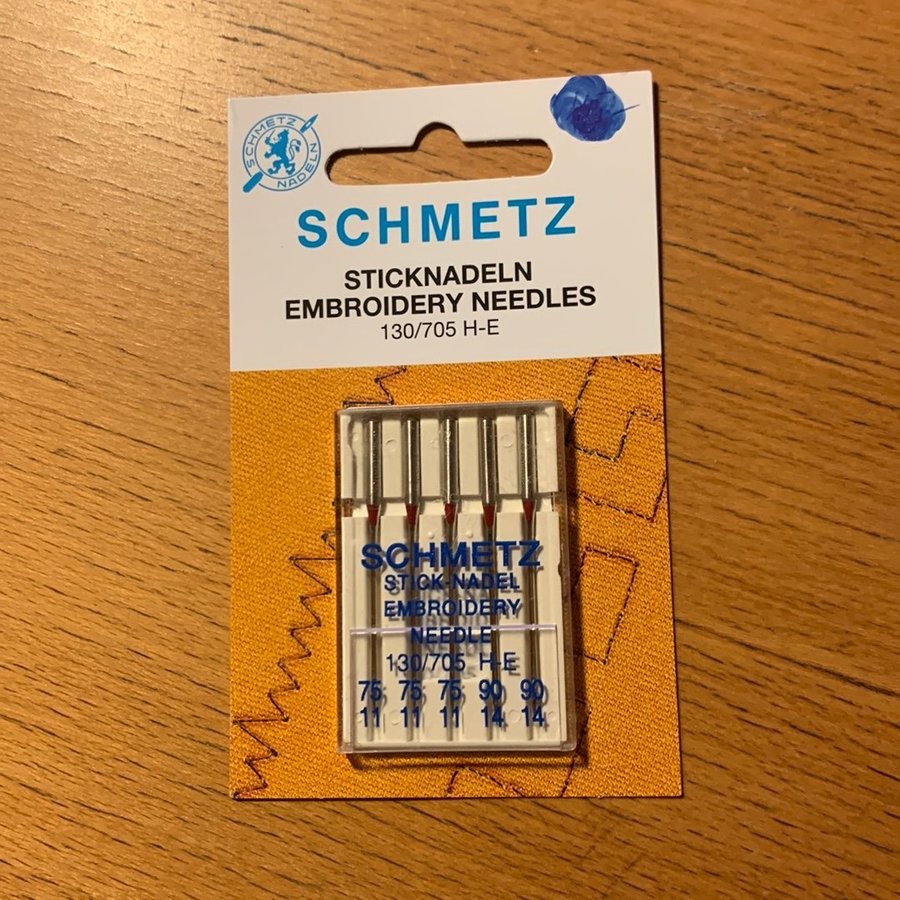 SCHMETZ
NADELN
SCHMETZ
STICKNADELN
EMBROIDERY NEEDLES
130/705 H-E
SCHMETZ
STICK-NADEL
EMBROIDERY
NEEDLE
130/705 H-E
75 75 75 90 90
11 11 11 14 14